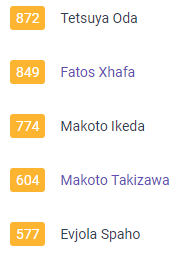 872 Tetsuya Oda
849 Fatos Xhafa
774 Makoto Ikeda
604 Makoto Takizawa
577 Evjola Spaho